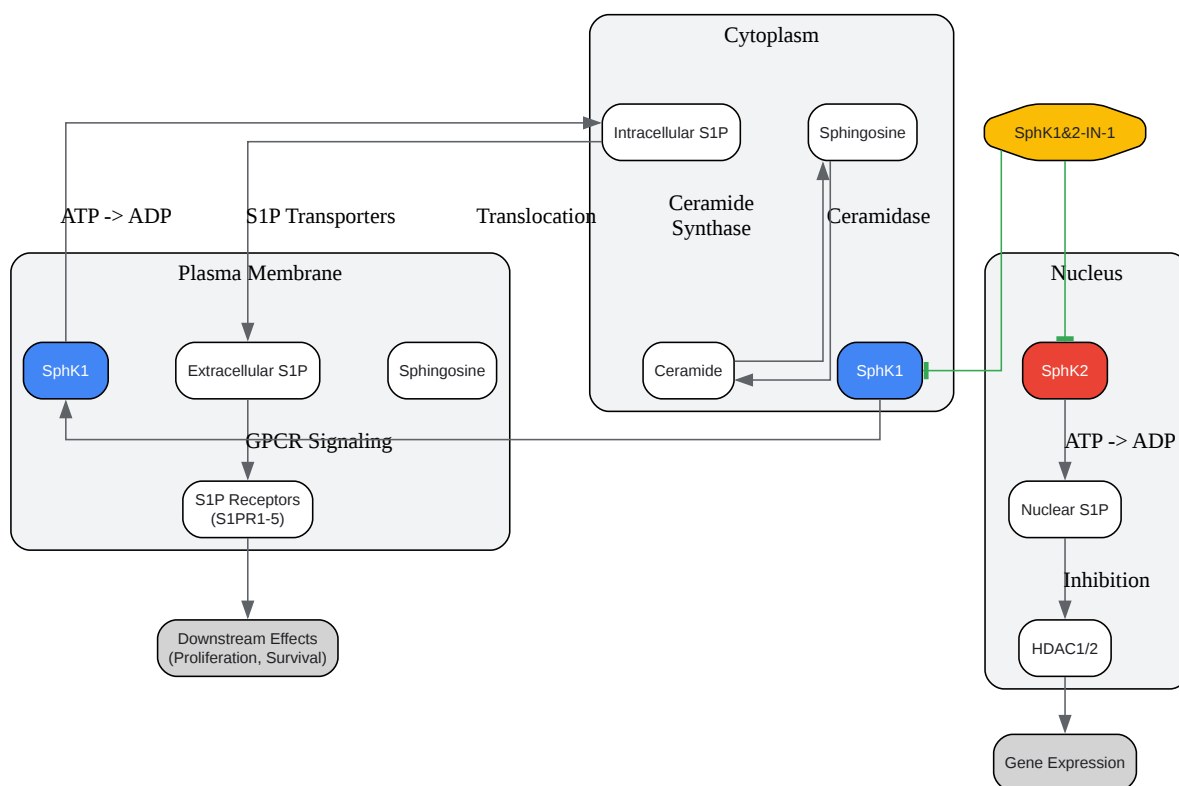 Cytoplasm
Intracellular S1P
Sphingosine
SphK1&2-IN-1
ATP -> ADP
S1P Transporters
Translocation
Ceramide
Synthase
Ceramidase
Plasma Membrane
Nucleus
SphK1
Extracellular S1P
Sphingosine
Ceramide
SphK1
SphK2
GPCR Signaling
ATP -> ADP
S1P Receptors
(S1PR1-5)
Nuclear S1P
Inhibition
Downstream Effects
(Proliferation, Survival)
HDAC1/2
Gene Expression